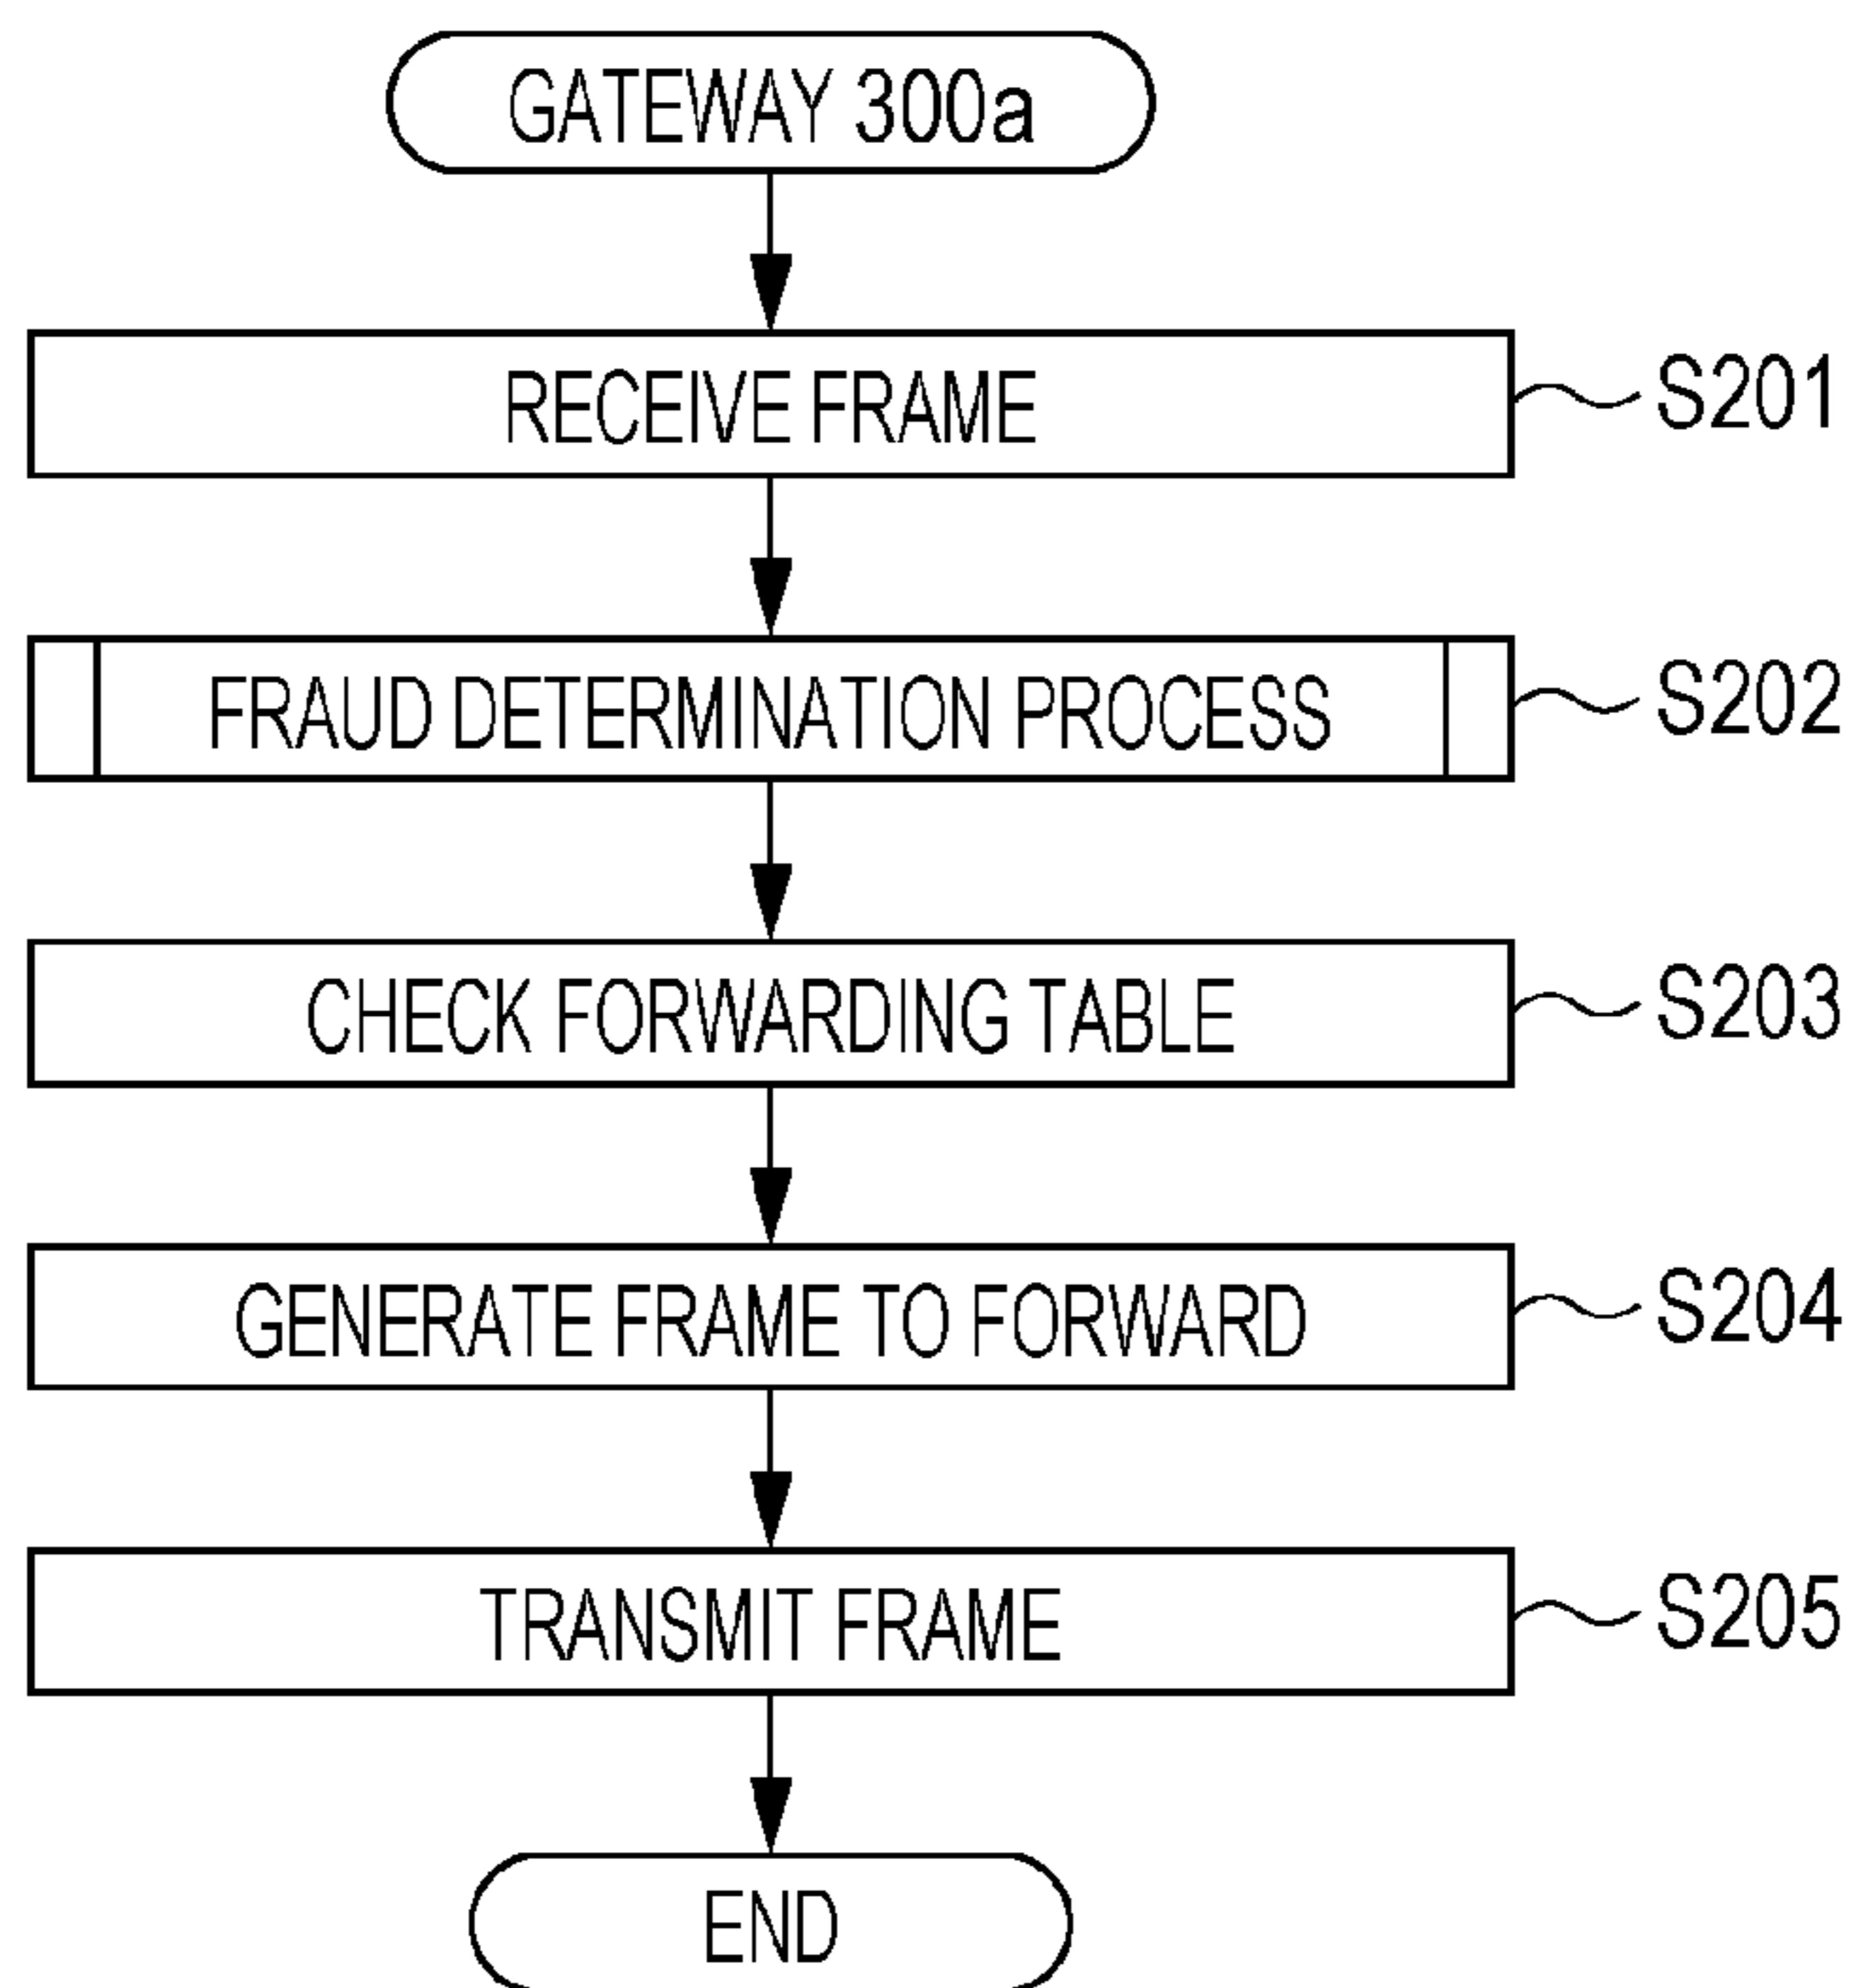 GATEWAY 300a
RECEIVE FRAME
S201
FRAUD DETERMINATION PROCESS
S202
CHECK FORWARDING TABLE
S203
GENERATE FRAME TO FORWARD
S204
TRANSMIT FRAME
S205
END